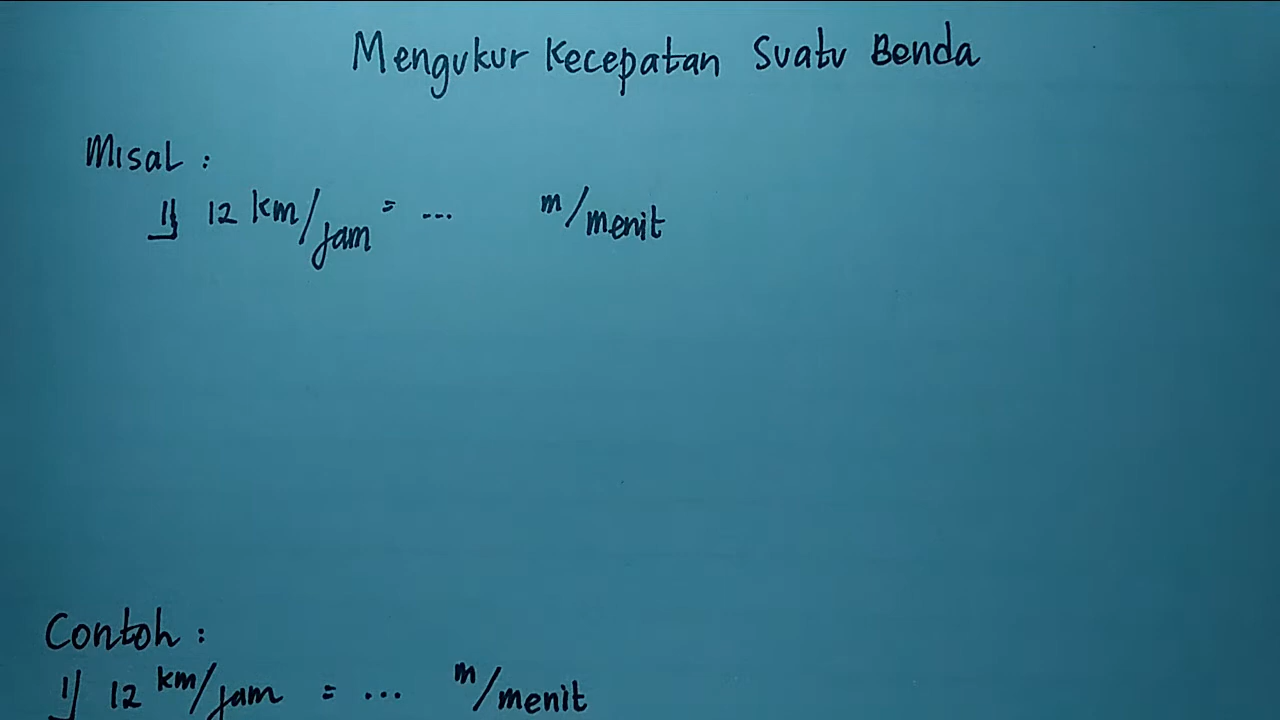 Mengukur Kecepatan Suatu Benda
Misal :
1) 12 km/jam = ... m/menit
Contoh :
1) 12 km/jam = ... m/menit